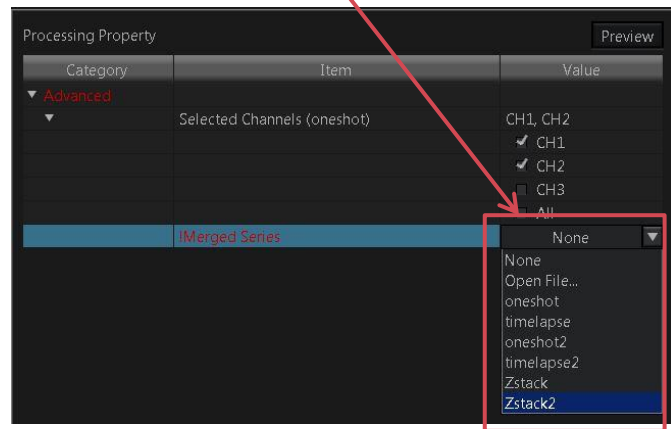 Processing Property Preview
Category Item Value
Advanced
Selected Channels (oneshot) CH1, CH2
CH1
CH2
CH3
All
!Merged Series None
None
Open File...
oneshot
timelapse
oneshot2
timelapse2
Zstack
Zstack2